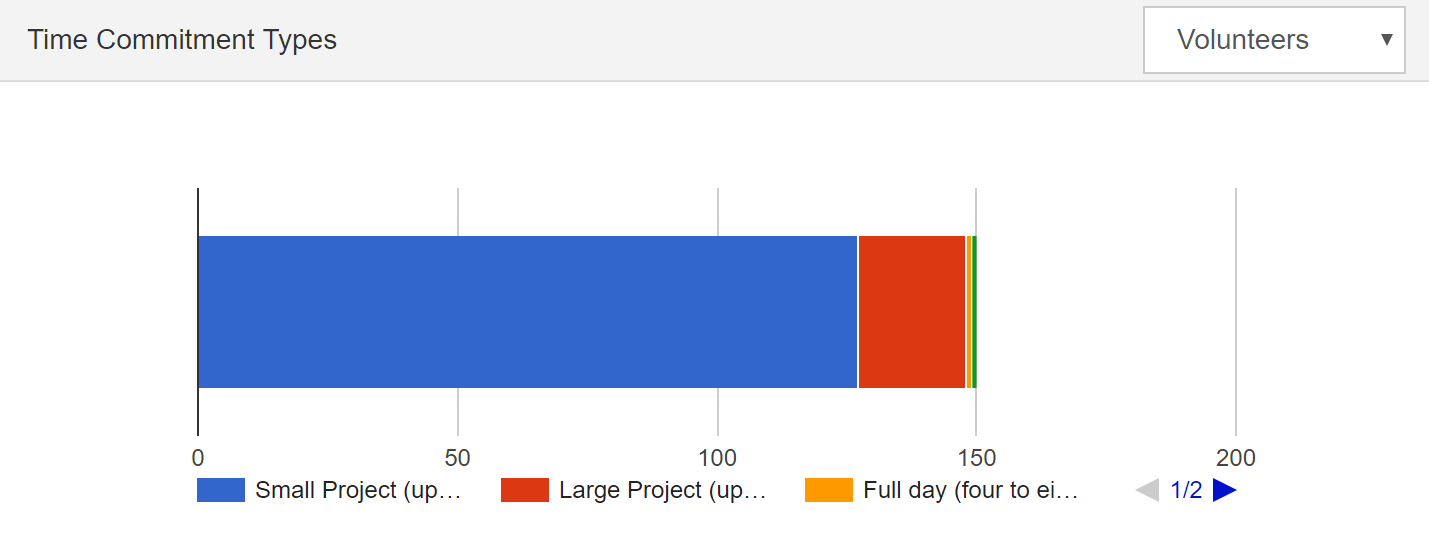 Time Commitment Types
Volunteers
0 50 100 150 200
Small Project (up… Large Project (up… Full day (four to ei… 1/2